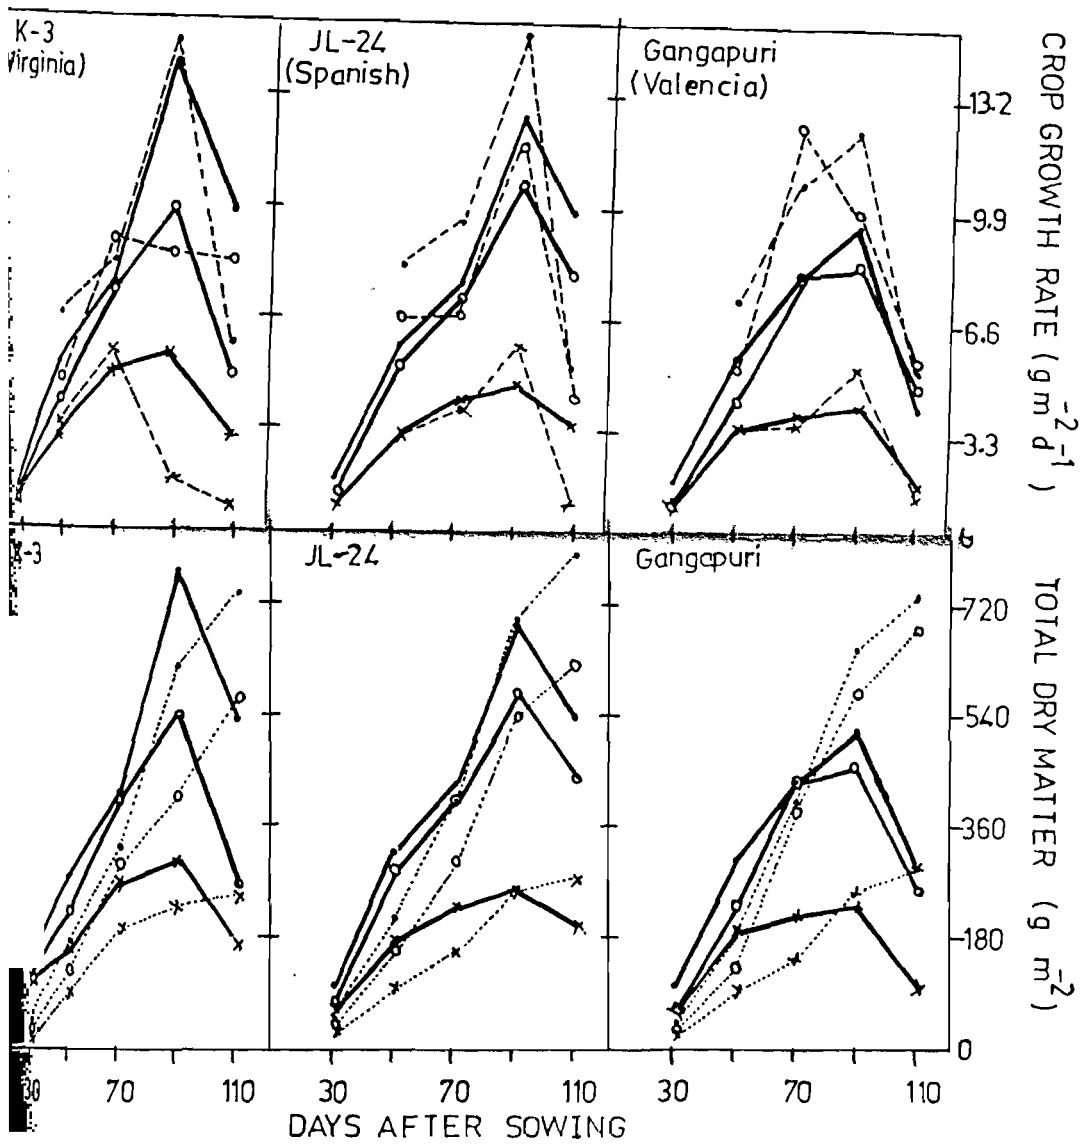 K-3
Virginia)
JL-24
(Spanish)
Gangapuri
(Valencia)
13.2
9.9
6.6
3.3
CROP GROWTH RATE (g m⁻² d⁻¹)
K-3
JL-24
Gangapuri
720
540
360
180
0
TOTAL DRY MATTER (g m⁻²)
30 70 110 30 70 110 30 70 110
DAYS AFTER SOWING